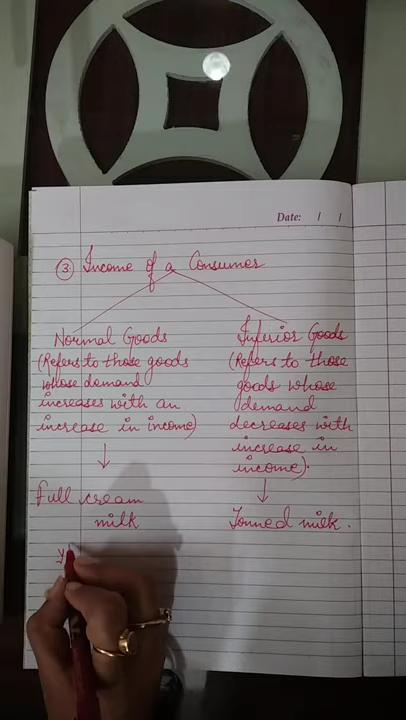 Date: / /
③ Income of a Consumer
Normal Goods
(Refers to those goods
whose demand
increases with an
increase in income)
↓
Full cream
milk
y
Inferior Goods
(Refers to those
goods whose
demand
decreases with
increase in
income).
↓
Tonned milk.